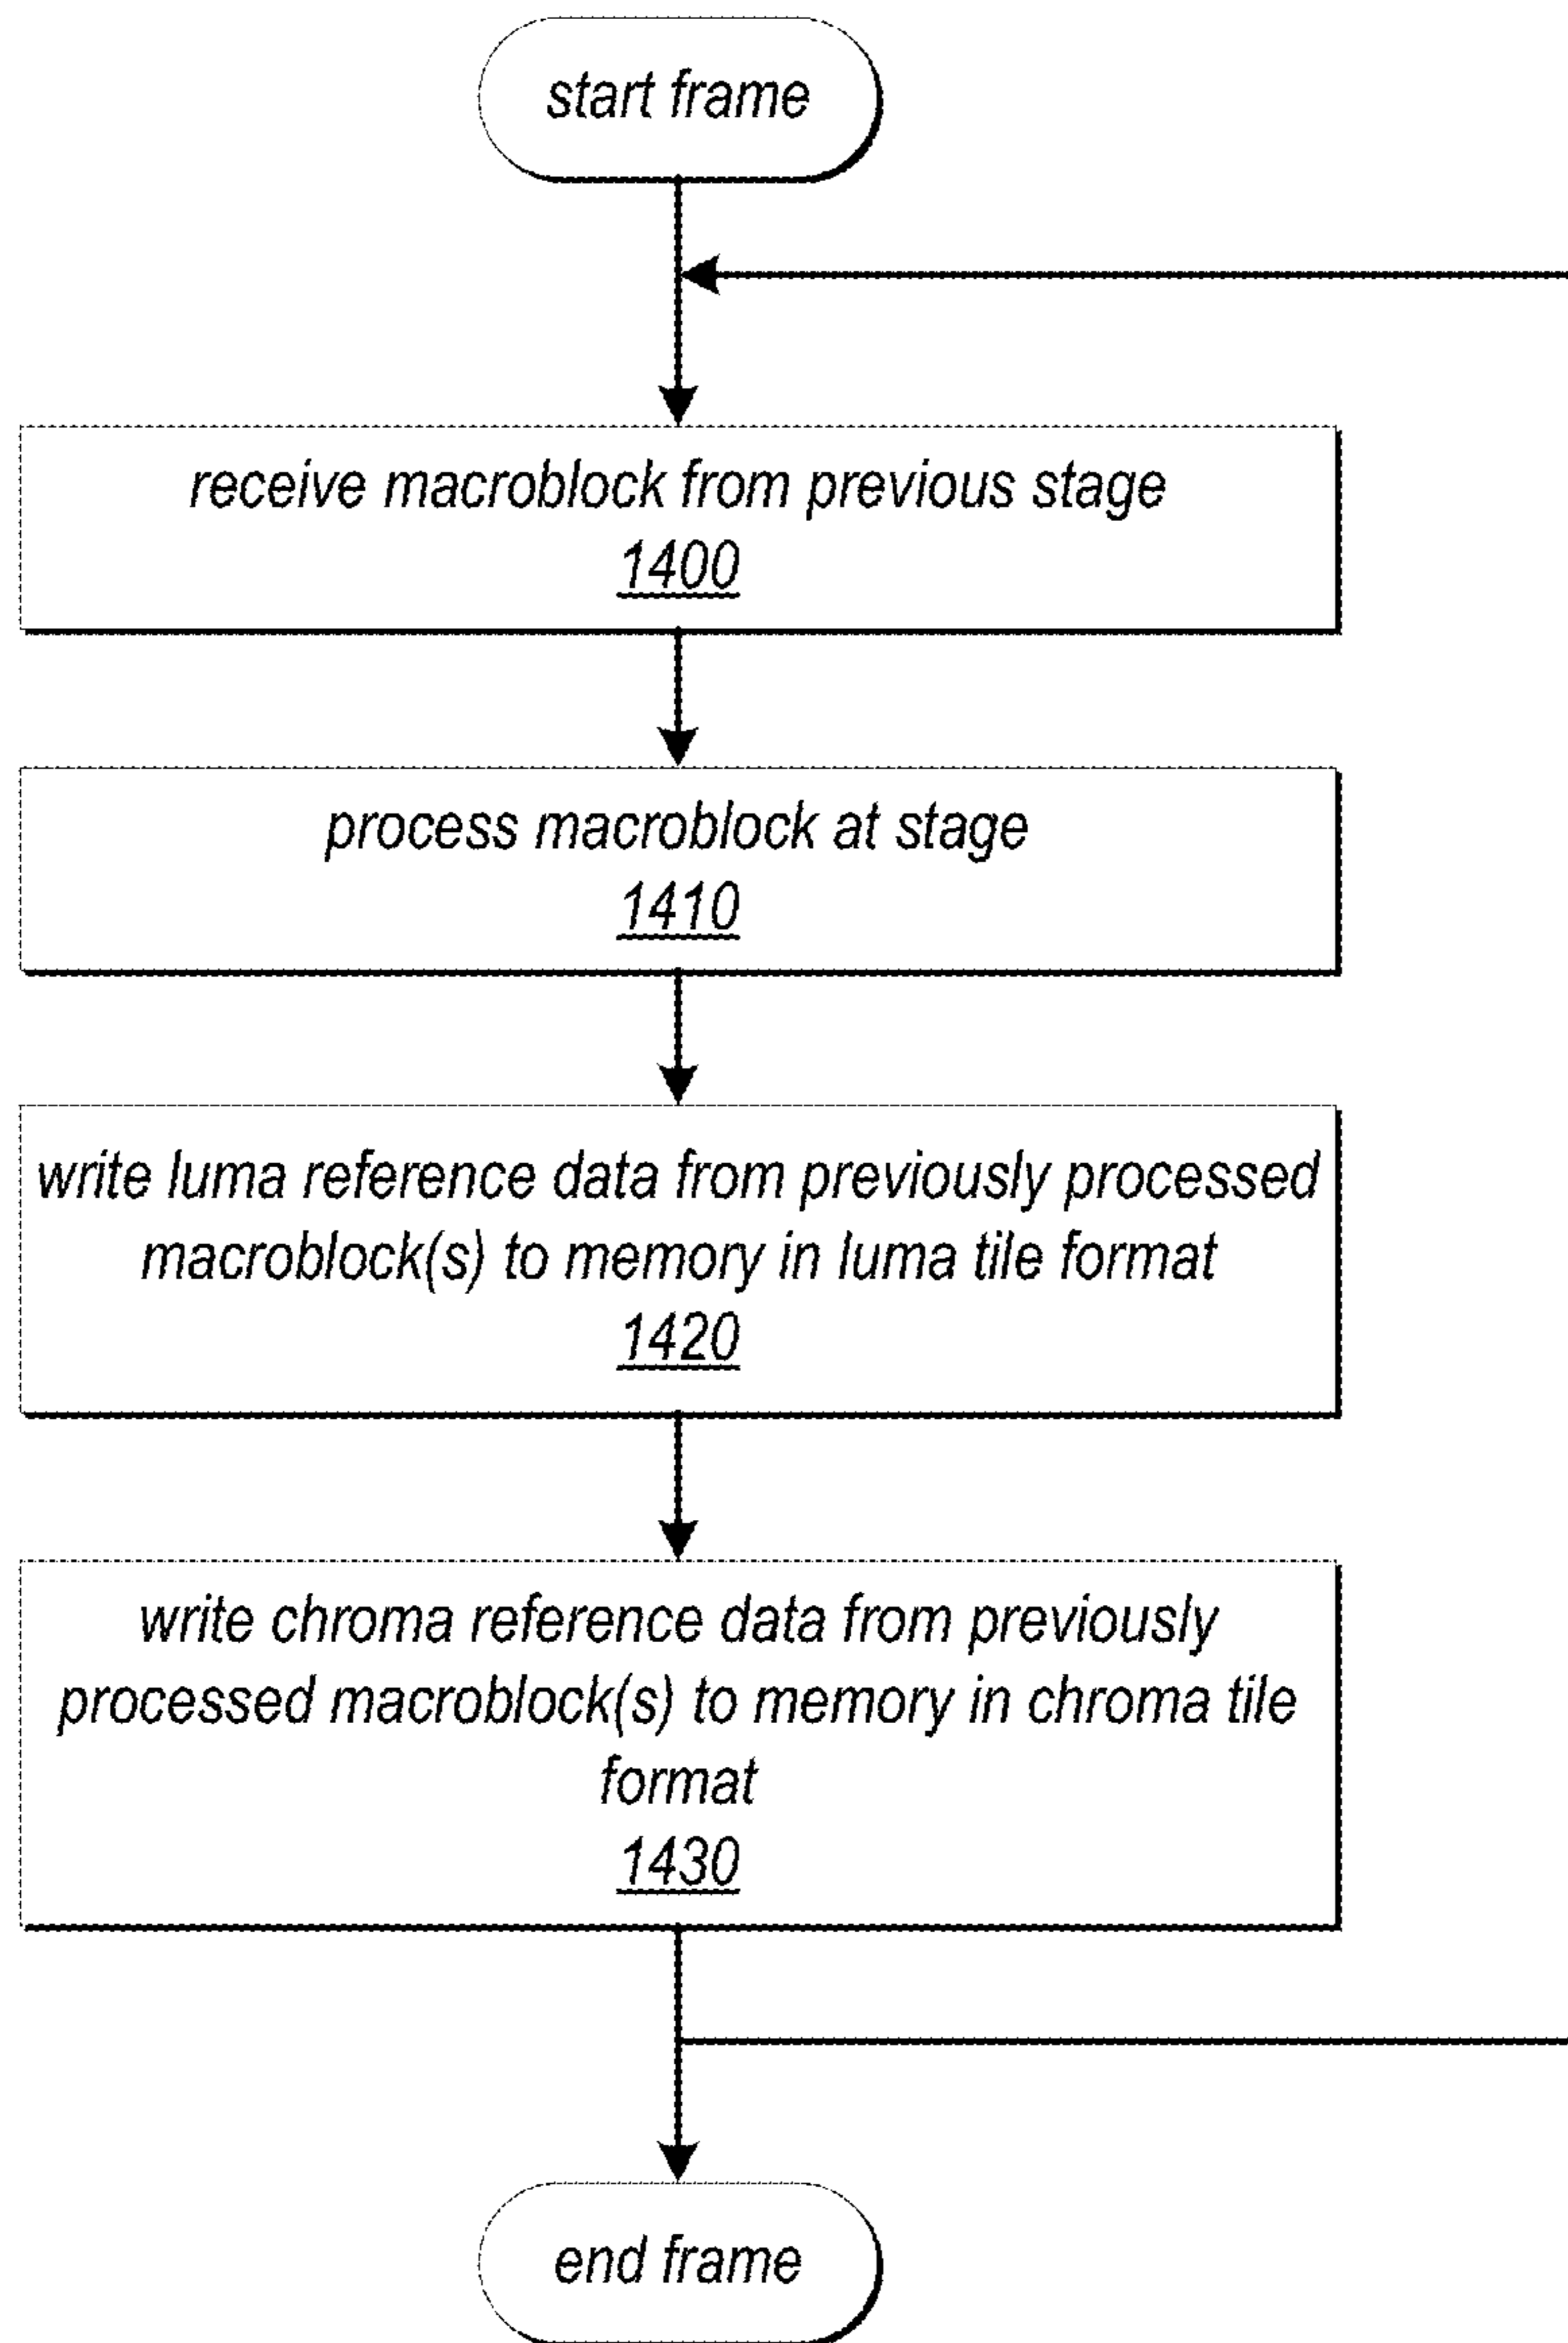 start frame
receive macroblock from previous stage
1400
process macroblock at stage
1410
write luma reference data from previously processed
macroblock(s) to memory in luma tile format
1420
write chroma reference data from previously
processed macroblock(s) to memory in chroma tile
format
1430
end frame